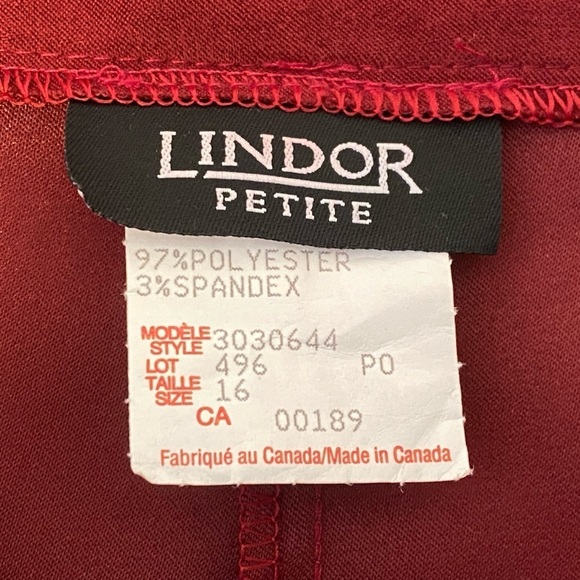 LINDOR
PETITE
97%POLYESTER
3%SPANDEX
MODÈLE
STYLE 3030644
LOT 496 PO
TAILLE
SIZE 16
CA 00189
Fabriqué au Canada/Made in Canada